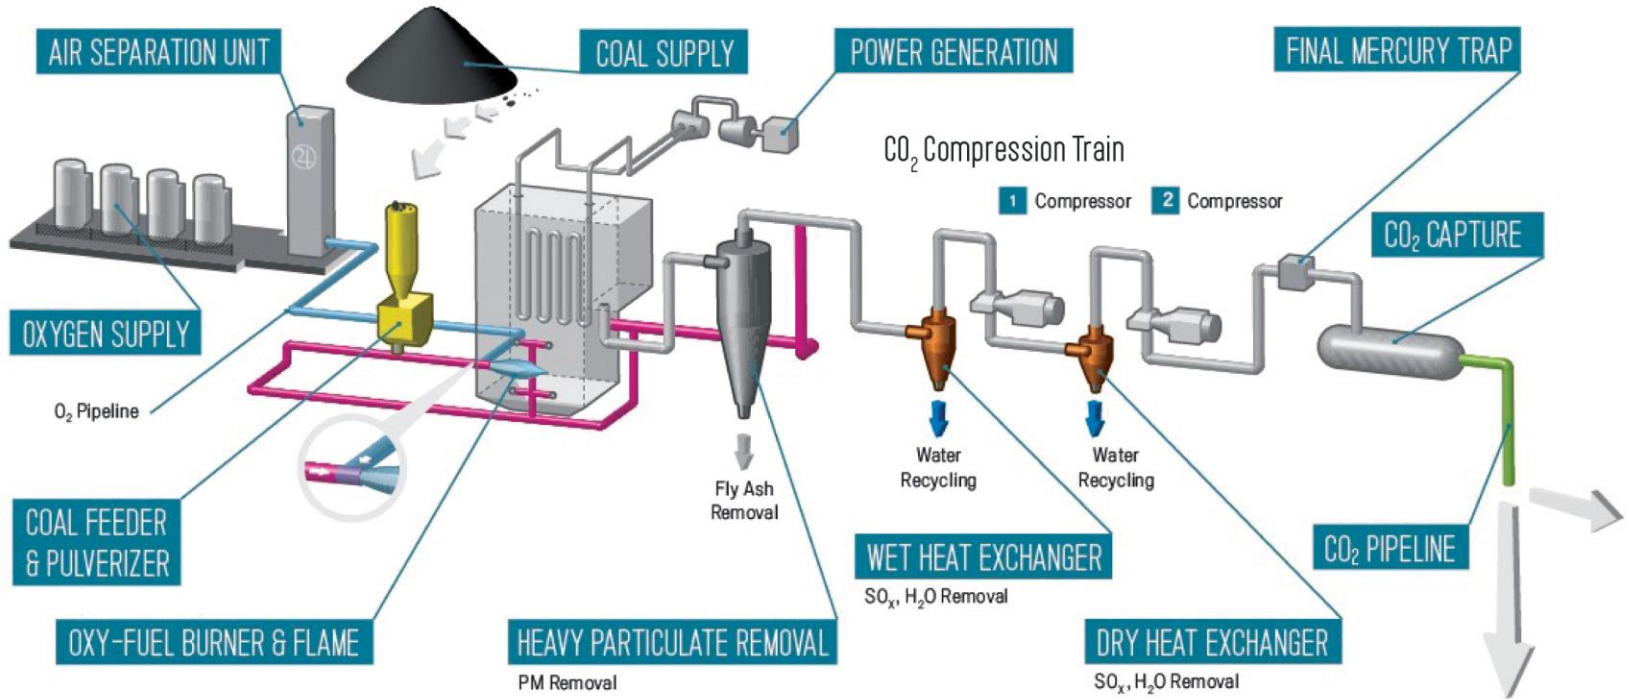 AIR SEPARATION UNIT
COAL SUPPLY
POWER GENERATION
FINAL MERCURY TRAP
CO₂ Compression Train
1 Compressor 2 Compressor
CO₂ CAPTURE
OXYGEN SUPPLY
O₂ Pipeline
Water
Recycling
Water
Recycling
Fly Ash
Removal
COAL FEEDER
& PULVERIZER
WET HEAT EXCHANGER
SOₓ, H₂O Removal
CO₂ PIPELINE
OXY-FUEL BURNER & FLAME
HEAVY PARTICULATE REMOVAL
PM Removal
DRY HEAT EXCHANGER
SOₓ, H₂O Removal